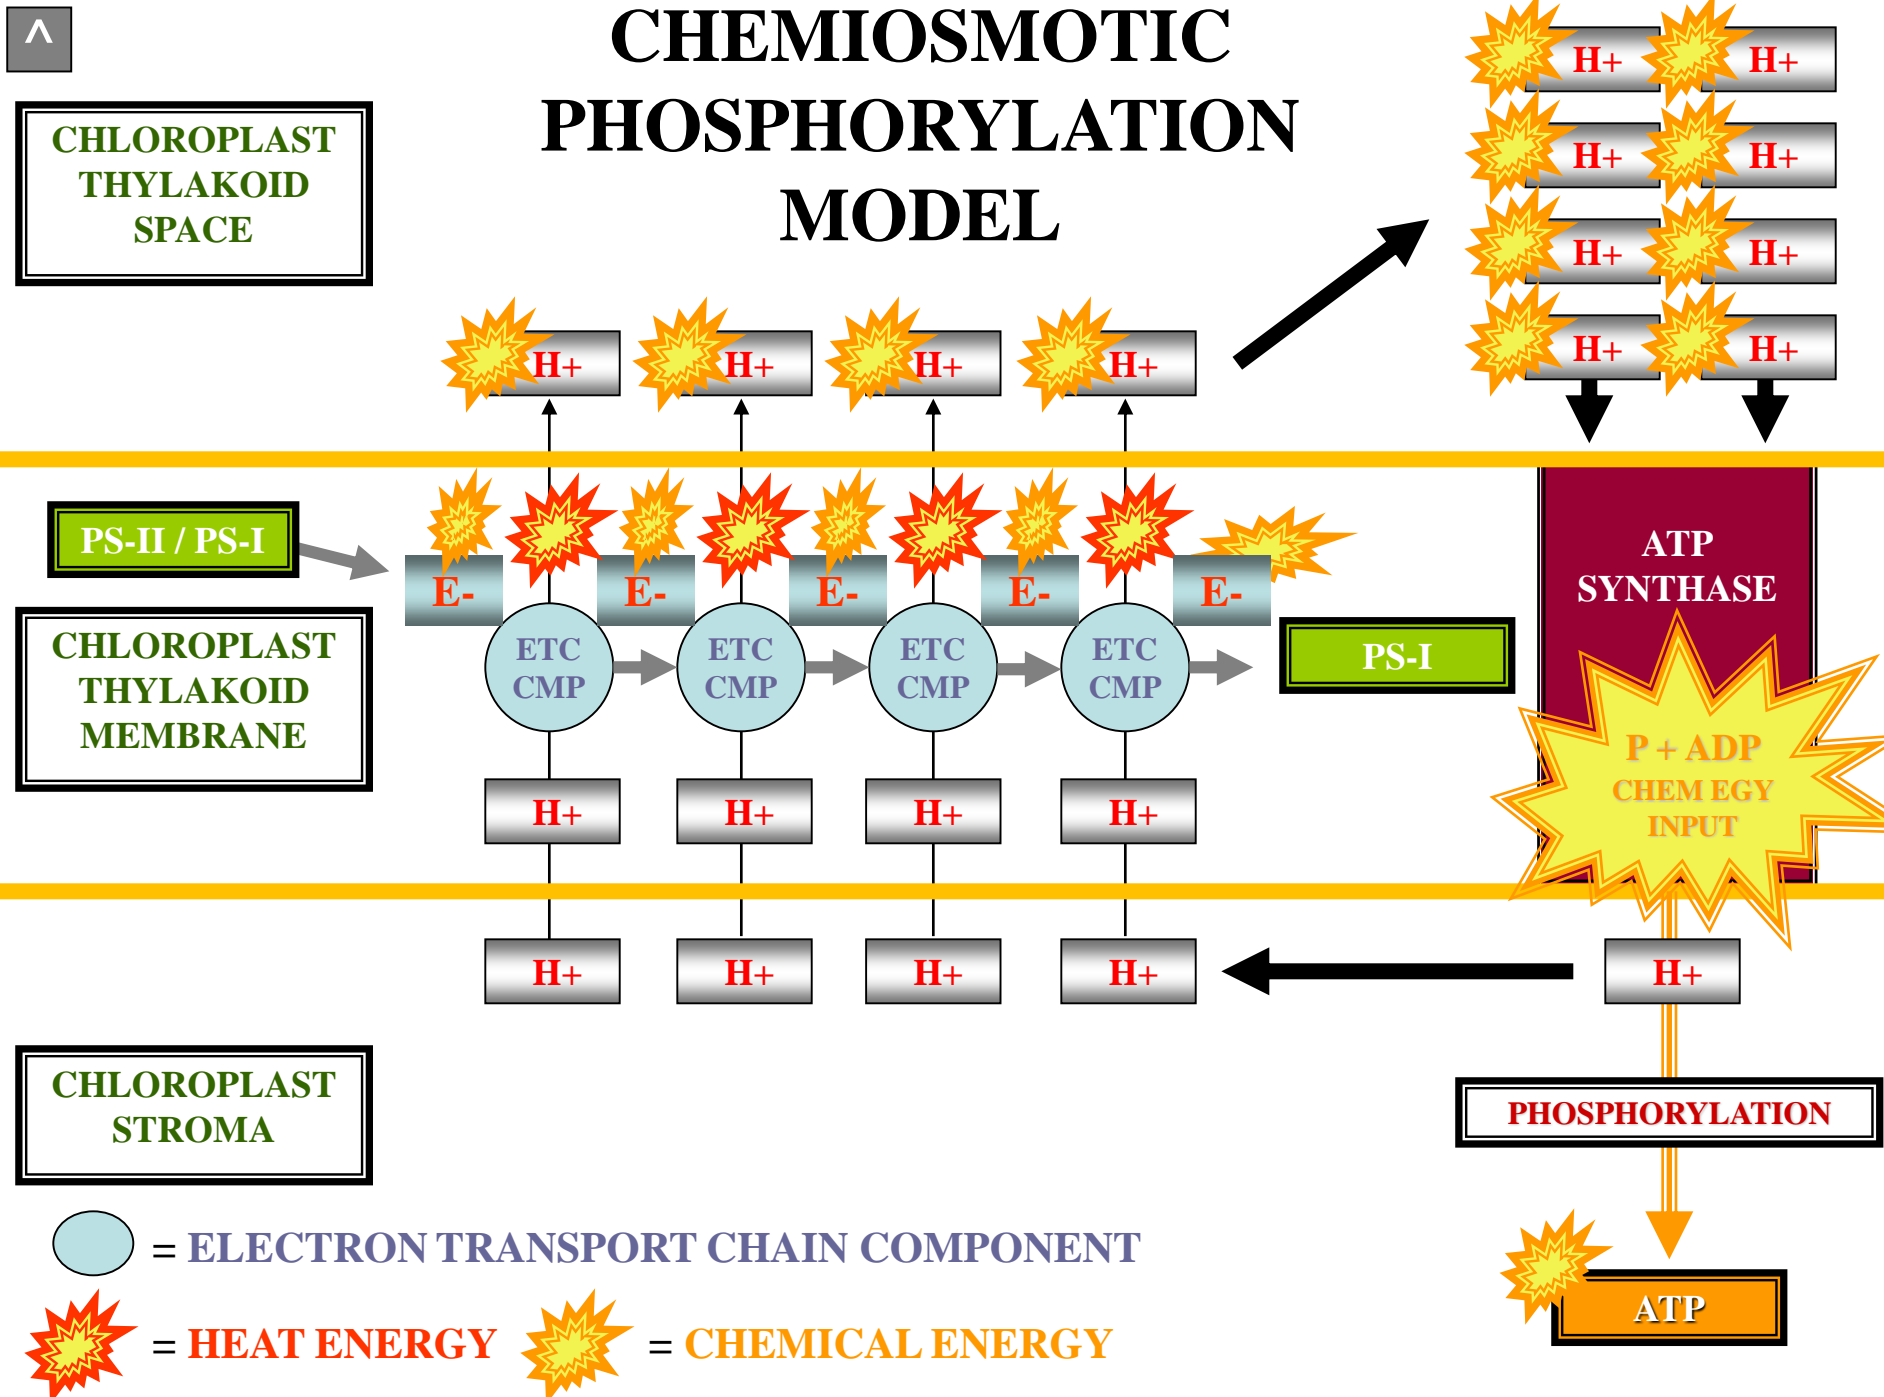 ^
CHEMIOSMOTIC
PHOSPHORYLATION
MODEL
CHLOROPLAST
THYLAKOID
SPACE
H+ H+
H+ H+
H+ H+
H+ H+
H+ H+ H+ H+
PS-II / PS-I
E- E- E- E- E-
ATP
SYNTHASE
CHLOROPLAST
THYLAKOID
MEMBRANE
ETC ETC ETC ETC
CMP CMP CMP CMP
PS-I
P + ADP
CHEM EGY
INPUT
H+ H+ H+ H+
H+ H+ H+ H+ H+
CHLOROPLAST
STROMA
PHOSPHORYLATION
= ELECTRON TRANSPORT CHAIN COMPONENT
ATP
= HEAT ENERGY = CHEMICAL ENERGY